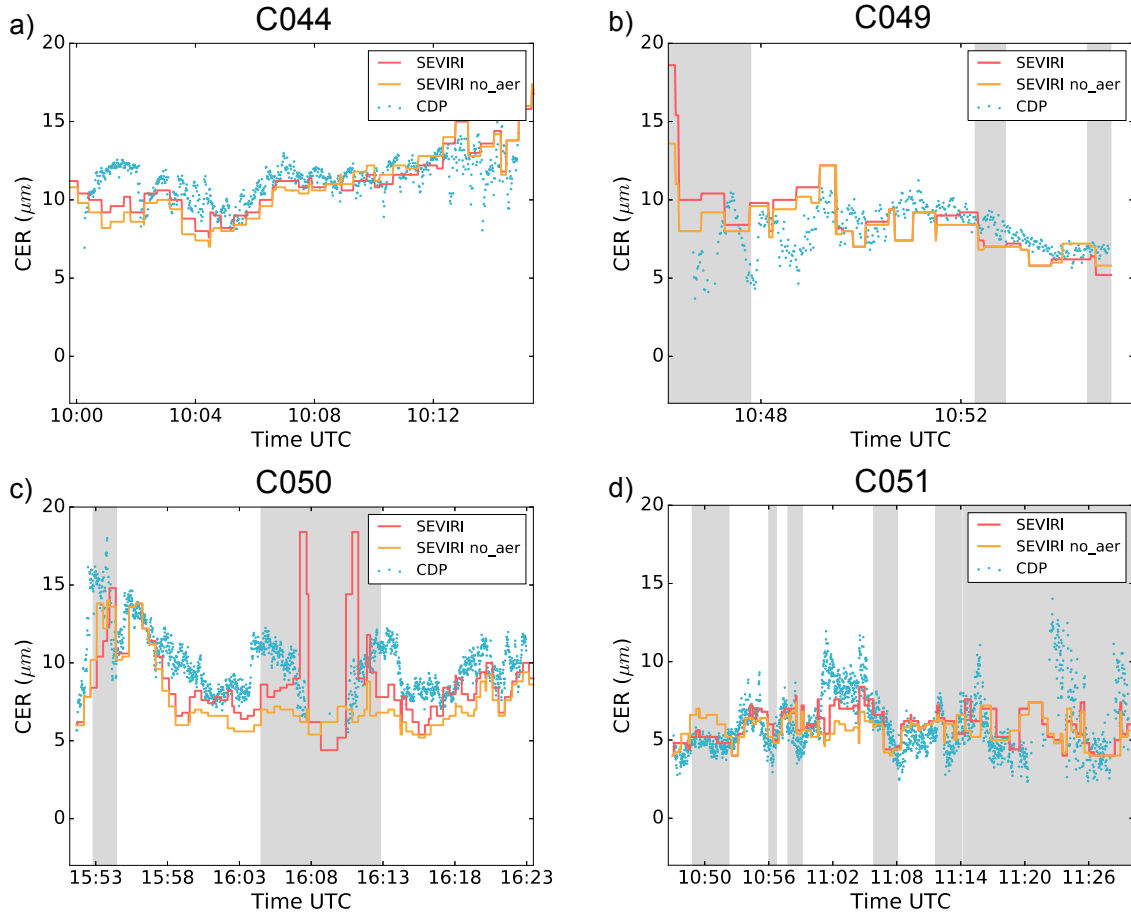 a)
C044
20
15
10
5
0
CER (μm)
SEVIRI
SEVIRI no_aer
CDP
10:00 10:04 10:08 10:12
Time UTC
b)
C049
20
15
10
5
0
CER (μm)
SEVIRI
SEVIRI no_aer
CDP
10:48 10:52
Time UTC
c)
C050
20
15
10
5
0
CER (μm)
SEVIRI
SEVIRI no_aer
CDP
15:53 15:58 16:03 16:08 16:13 16:18 16:23
Time UTC
d)
C051
20
15
10
5
0
CER (μm)
SEVIRI
SEVIRI no_aer
CDP
10:50 10:56 11:02 11:08 11:14 11:20 11:26
Time UTC